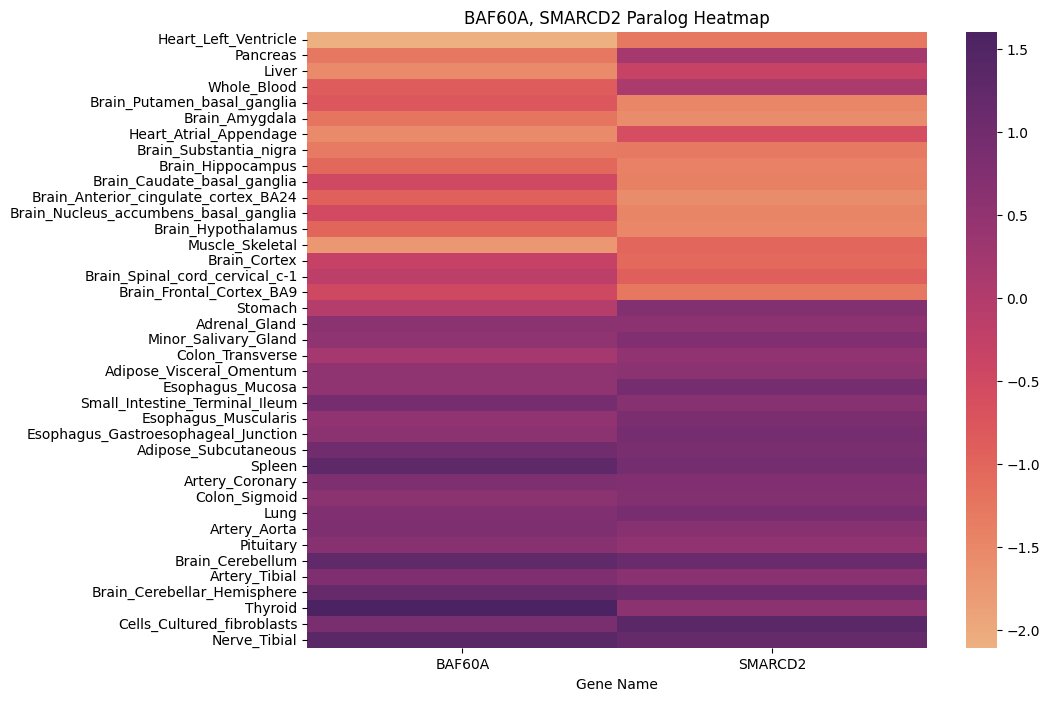 BAF60A, SMARCD2 Paralog Heatmap
Heart_Left_Ventricle
Pancreas
Liver
Whole_Blood
Brain_Putamen_basal_ganglia
Brain_Amygdala
Heart_Atrial_Appendage
Brain_Substantia_nigra
Brain_Hippocampus
Brain_Caudate_basal_ganglia
Brain_Anterior_cingulate_cortex_BA24
Brain_Nucleus_accumbens_basal_ganglia
Brain_Hypothalamus
Muscle_Skeletal
Brain_Cortex
Brain_Spinal_cord_cervical_c-1
Brain_Frontal_Cortex_BA9
Stomach
Adrenal_Gland
Minor_Salivary_Gland
Colon_Transverse
Adipose_Visceral_Omentum
Esophagus_Mucosa
Small_Intestine_Terminal_Ileum
Esophagus_Muscularis
Esophagus_Gastroesophageal_Junction
Adipose_Subcutaneous
Spleen
Artery_Coronary
Colon_Sigmoid
Lung
Artery_Aorta
Pituitary
Brain_Cerebellum
Artery_Tibial
Brain_Cerebellar_Hemisphere
Thyroid
Cells_Cultured_fibroblasts
Nerve_Tibial
BAF60A SMARCD2
Gene Name
1.5
1.0
0.5
0.0
−0.5
−1.0
−1.5
−2.0